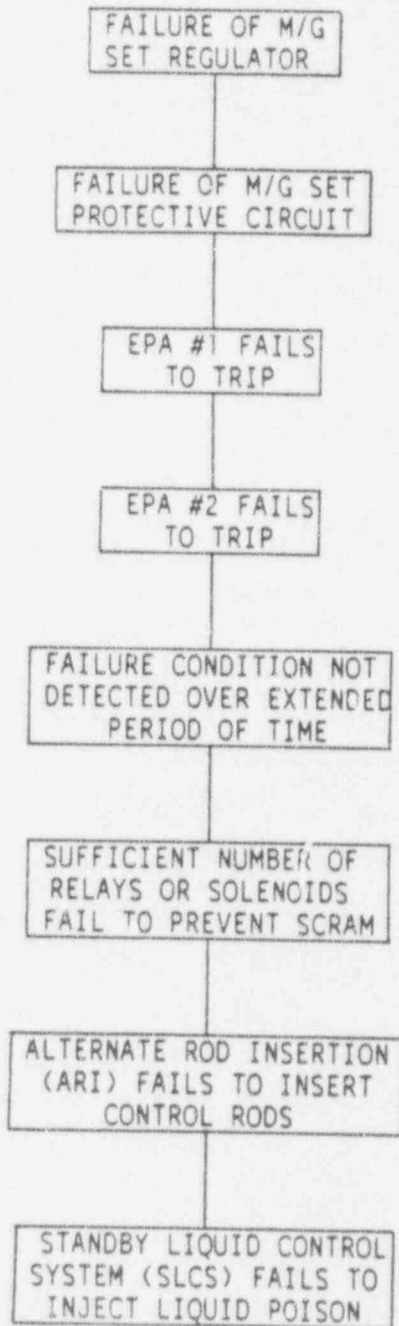 FAILURE OF M/G
SET REGULATOR
FAILURE OF M/G SET
PROTECTIVE CIRCUIT
EPA #1 FAILS
TO TRIP
EPA #2 FAILS
TO TRIP
FAILURE CONDITION NOT
DETECTED OVER EXTENDED
PERIOD OF TIME
SUFFICIENT NUMBER OF
RELAYS OR SOLENOIDS
FAIL TO PREVENT SCRAM
ALTERNATE ROD INSERTION
(ARI) FAILS TO INSERT
CONTROL RODS
STANDBY LIQUID CONTROL
SYSTEM (SLCS) FAILS TO
INJECT LIQUID POISON